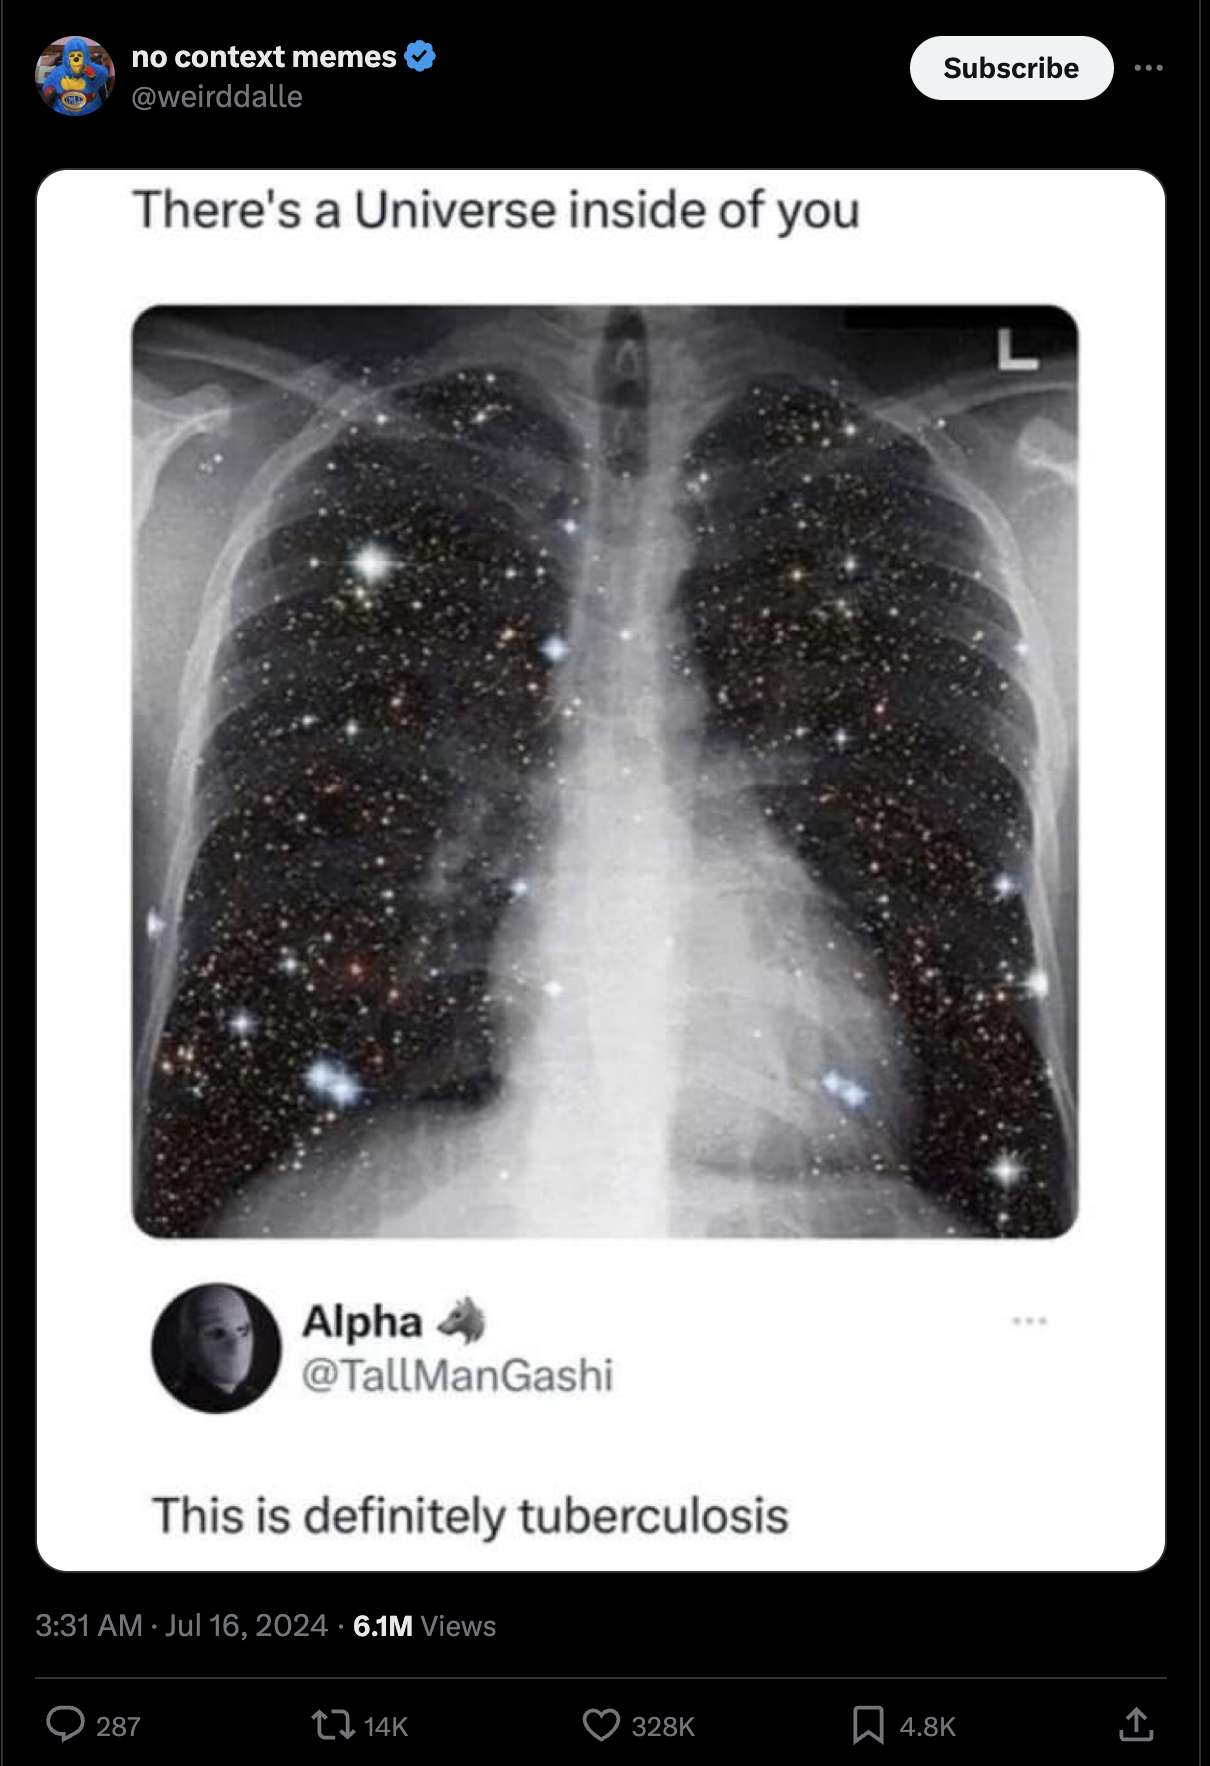 no context memes
@weirddalle
Subscribe
There's a Universe inside of you
L
Alpha 🐺
@TallManGashi
This is definitely tuberculosis
3:31 AM · Jul 16, 2024 · 6.1M Views
287
14K
328K
4.8K